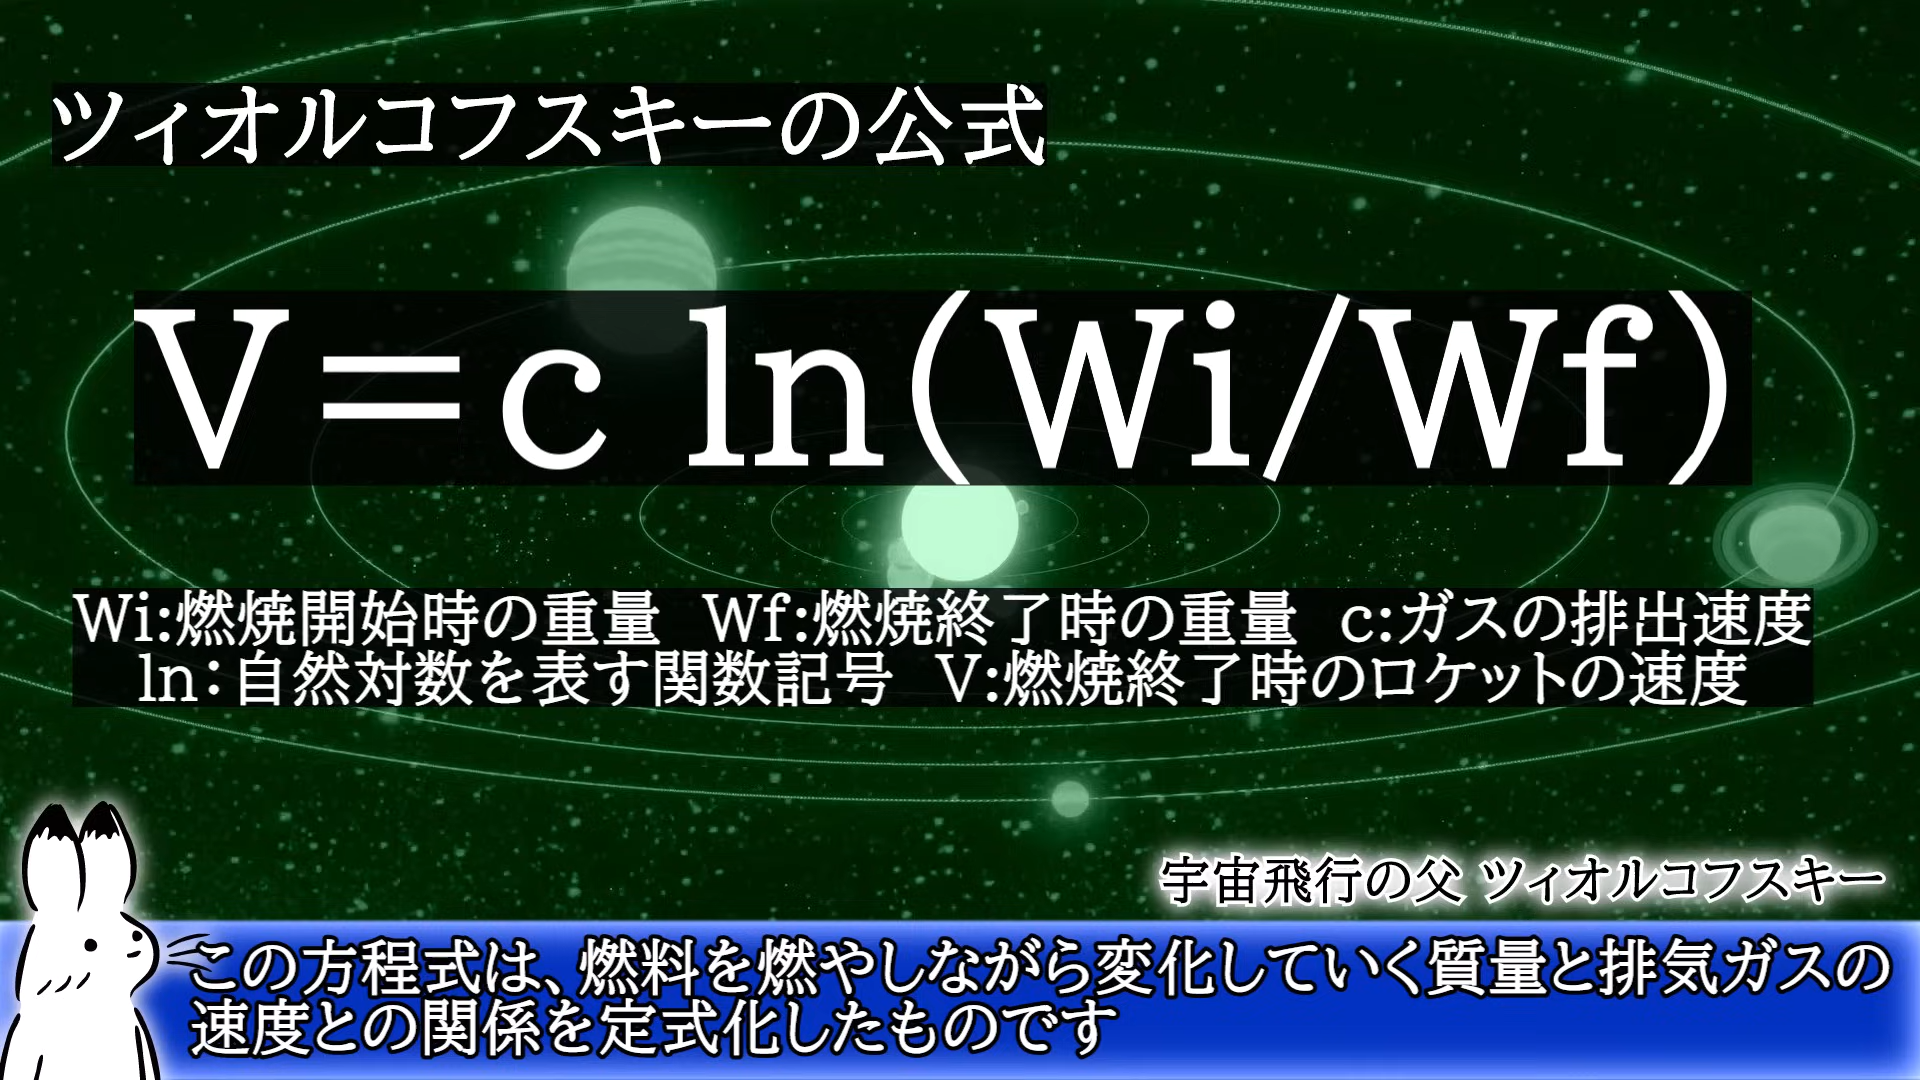 ツィオルコフスキーの公式
V=c ln(Wi/Wf)
Wi:燃焼開始時の重量 Wf:燃焼終了時の重量 c:ガスの排出速度
ln:自然対数を表す関数記号 V:燃焼終了時のロケットの速度
宇宙飛行の父 ツィオルコフスキー
この方程式は、燃料を燃やしながら変化していく質量と排気ガスの
速度との関係を定式化したものです